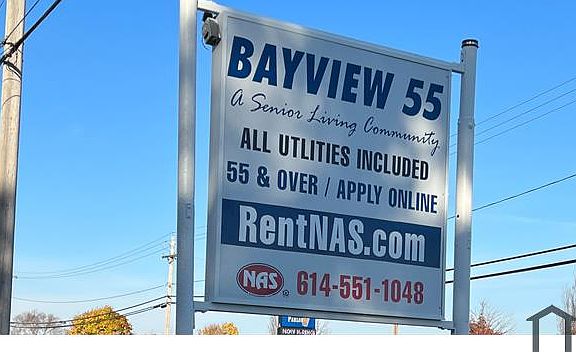 BAYVIEW 55
A Senior Living Community
ALL UTLITIES INCLUDED
55 & OVER / APPLY ONLINE
RentNAS.com
NAS ® 614-551-1048